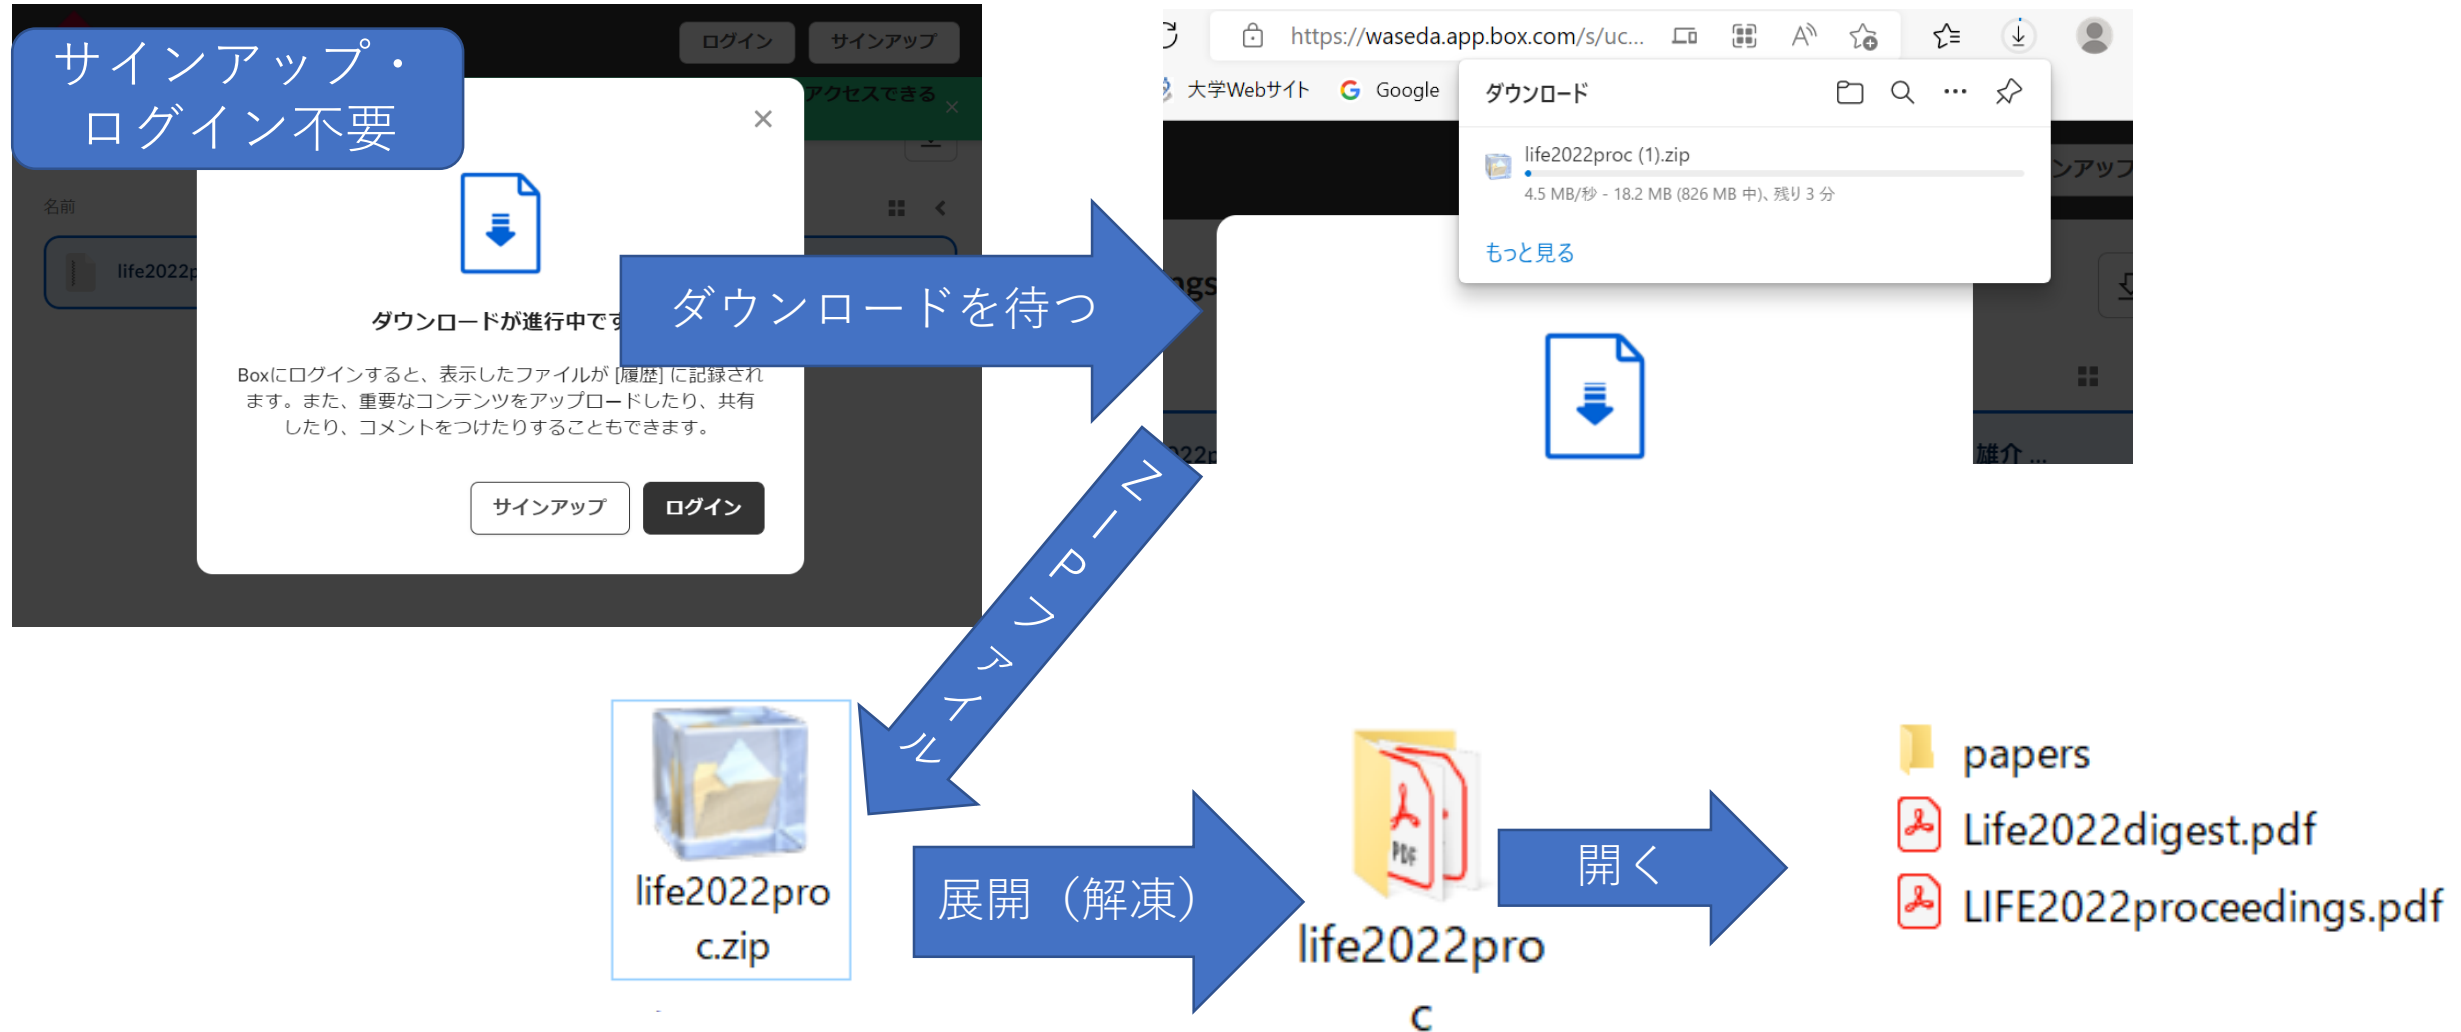 サインアップ・
ログイン不要
ログイン
サインアップ
アクセスできる
名前
life2022p
ダウンロードが進行中です
Boxにログインすると、表示したファイルが [履歴] に記録され
ます。また、重要なコンテンツをアップロードしたり、共有
したり、コメントをつけたりすることもできます。
サインアップ
ログイン
ダウンロードを待つ
https://waseda.app.box.com/s/uc...
大学Webサイト
Google
ダウンロード
life2022proc (1).zip
4.5 MB/秒 - 18.2 MB (826 MB 中)、残り 3 分
もっと見る
ンアップ
ngs
022p
雄介 ...
ZIPファイル
life2022pro
c.zip
展開（解凍）
life2022pro
c
開く
papers
Life2022digest.pdf
LIFE2022proceedings.pdf